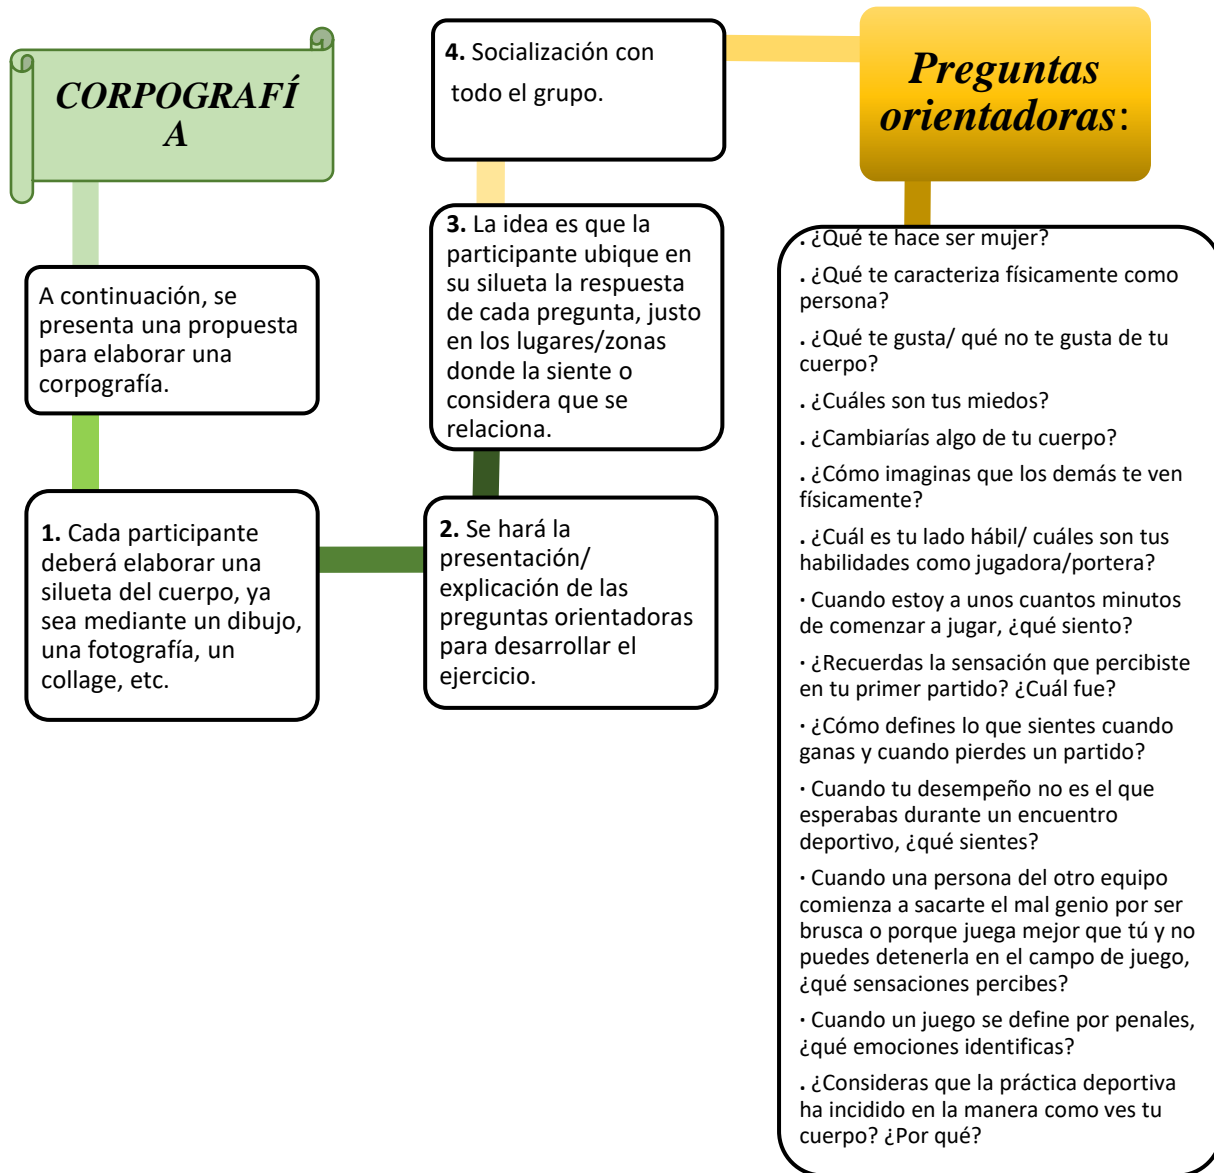 CORPOGRAFÍ
A
A continuación, se
presenta una propuesta
para elaborar una
corpografía.
1. Cada participante
deberá elaborar una
silueta del cuerpo, ya
sea mediante un dibujo,
una fotografía, un
collage, etc.
2. Se hará la
presentación/
explicación de las
preguntas orientadoras
para desarrollar el
ejercicio.
3. La idea es que la
participante ubique en
su silueta la respuesta
de cada pregunta, justo
en los lugares/zonas
donde la siente o
considera que se
relaciona.
4. Socialización con
todo el grupo.
Preguntas
orientadoras:
. ¿Qué te hace ser mujer?
. ¿Qué te caracteriza físicamente como
persona?
. ¿Qué te gusta/ qué no te gusta de tu
cuerpo?
. ¿Cuáles son tus miedos?
. ¿Cambiarías algo de tu cuerpo?
. ¿Cómo imaginas que los demás te ven
físicamente?
. ¿Cuál es tu lado hábil/ cuáles son tus
habilidades como jugadora/portera?
· Cuando estoy a unos cuantos minutos
de comenzar a jugar, ¿qué siento?
· ¿Recuerdas la sensación que percibiste
en tu primer partido? ¿Cuál fue?
· ¿Cómo defines lo que sientes cuando
ganas y cuando pierdes un partido?
· Cuando tu desempeño no es el que
esperabas durante un encuentro
deportivo, ¿qué sientes?
· Cuando una persona del otro equipo
comienza a sacarte el mal genio por ser
brusca o porque juega mejor que tú y no
puedes detenerla en el campo de juego,
¿qué sensaciones percibes?
· Cuando un juego se define por penales,
¿qué emociones identificas?
. ¿Consideras que la práctica deportiva
ha incidido en la manera como ves tu
cuerpo? ¿Por qué?